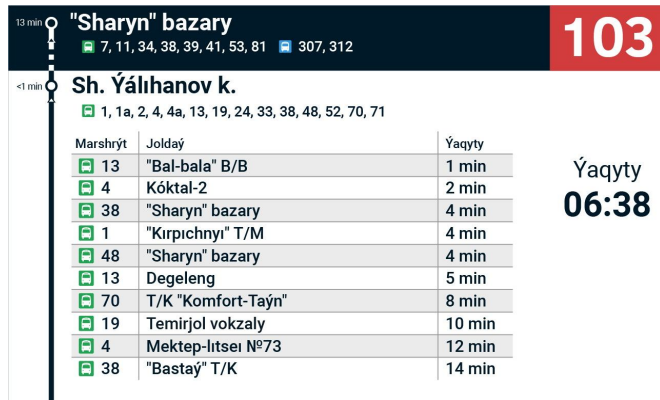 13 min "Sharyn" bazary 103
7, 11, 34, 38, 39, 41, 53, 81 307, 312
<1 min Sh. Ýálıhanov k.
1, 1a, 2, 4, 4a, 13, 19, 24, 33, 38, 48, 52, 70, 71
Marshrýt Joldaý Ýaqyty
13 "Bal-bala" B/B 1 min
4 Kóktal-2 2 min
38 "Sharyn" bazary 4 min
1 "Kırpıchnyı" T/M 4 min
48 "Sharyn" bazary 4 min
13 Degeleng 5 min
70 T/K "Komfort-Taýn" 8 min
19 Temirjol vokzaly 10 min
4 Mektep-lıtseı №73 12 min
38 "Bastaý" T/K 14 min
Ýaqyty
06:38